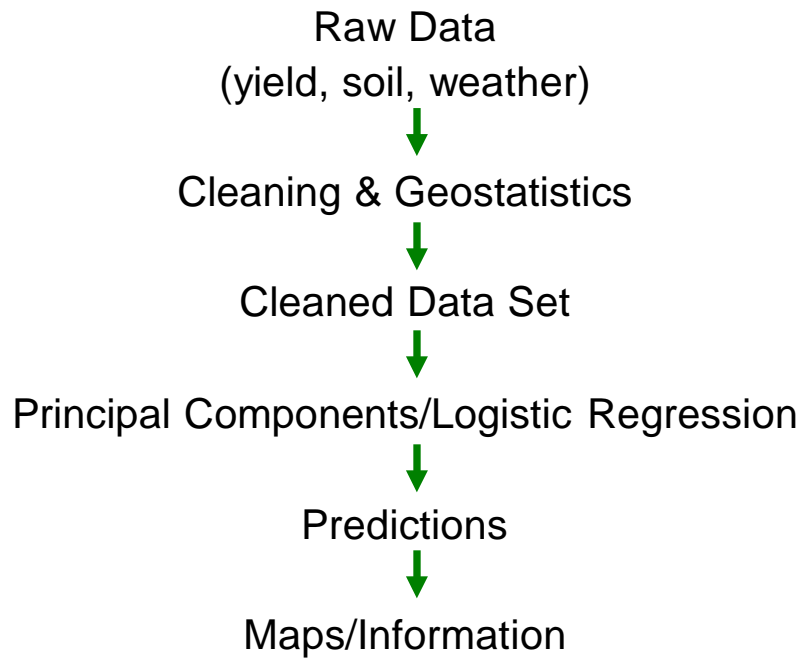 Raw Data
(yield, soil, weather)
Cleaning & Geostatistics
Cleaned Data Set
Principal Components/Logistic Regression
Predictions
Maps/Information